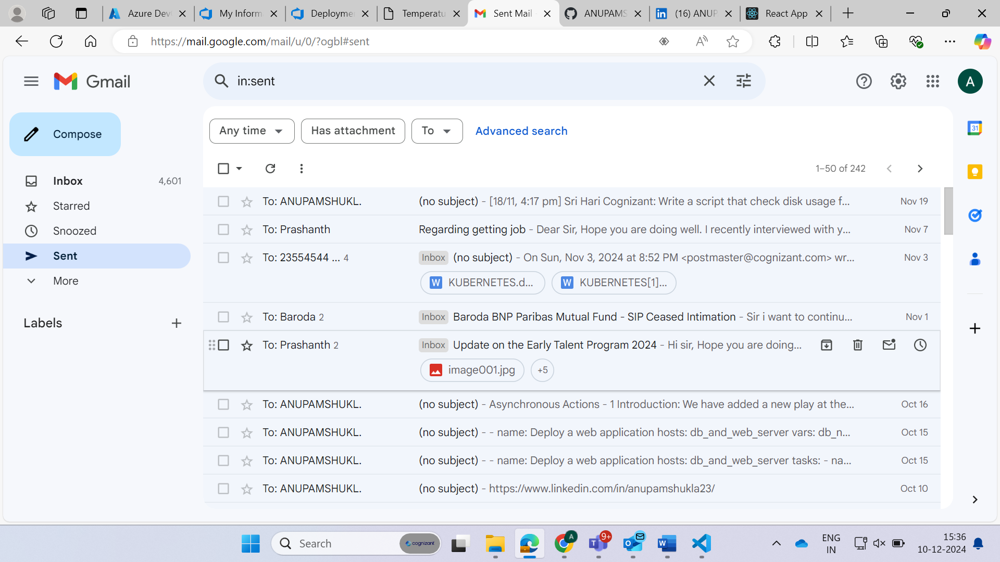 Azure Dev
My Inform
Deployme
Temperatu
Sent Mail
ANUPAMS
(16) ANUP
React App
https://mail.google.com/mail/u/0/?ogbl#sent
Gmail
in:sent
A
Compose
Any time
Has attachment
To
Advanced search
1–50 of 242
Inbox 4,601
Starred
Snoozed
Sent
More
Labels
31
To: ANUPAMSHUKL. (no subject) - [18/11, 4:17 pm] Sri Hari Cognizant: Write a script that check disk usage f... Nov 19
To: Prashanth Regarding getting job - Dear Sir, Hope you are doing well. I recently interviewed with y... Nov 7
To: 23554544 ... 4 Inbox (no subject) - On Sun, Nov 3, 2024 at 8:52 PM <postmaster@cognizant.com> wr... Nov 3
W KUBERNETES.d... W KUBERNETES[1]...
To: Baroda 2 Inbox Baroda BNP Paribas Mutual Fund - SIP Ceased Intimation - Sir i want to continu... Nov 1
To: Prashanth 2 Inbox Update on the Early Talent Program 2024 - Hi sir, Hope you are doing...
image001.jpg +5
To: ANUPAMSHUKL. (no subject) - Asynchronous Actions - 1 Introduction: We have added a new play at the... Oct 16
To: ANUPAMSHUKL. (no subject) - - name: Deploy a web application hosts: db_and_web_server vars: db_n... Oct 15
To: ANUPAMSHUKL. (no subject) - - name: Deploy a web application hosts: db_and_web_server tasks: - na... Oct 15
To: ANUPAMSHUKL. (no subject) - https://www.linkedin.com/in/anupamshukla23/ Oct 10
Search
cognizant
A
9+
ENG
IN
15:36
10-12-2024